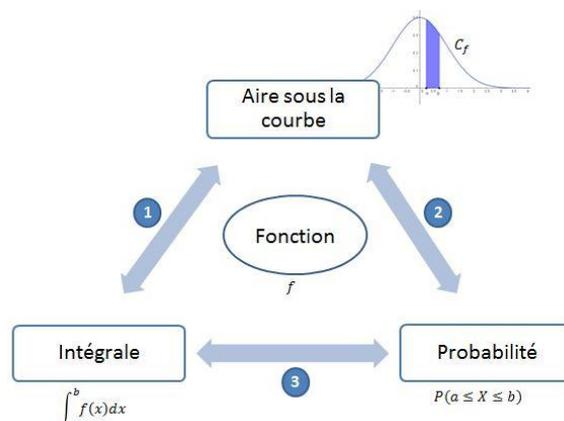 C_f
Aire sous la
courbe
1
2
Fonction
f
Intégrale
Probabilité
3
∫ᵇ f(x)dx
P(a ≤ X ≤ b)